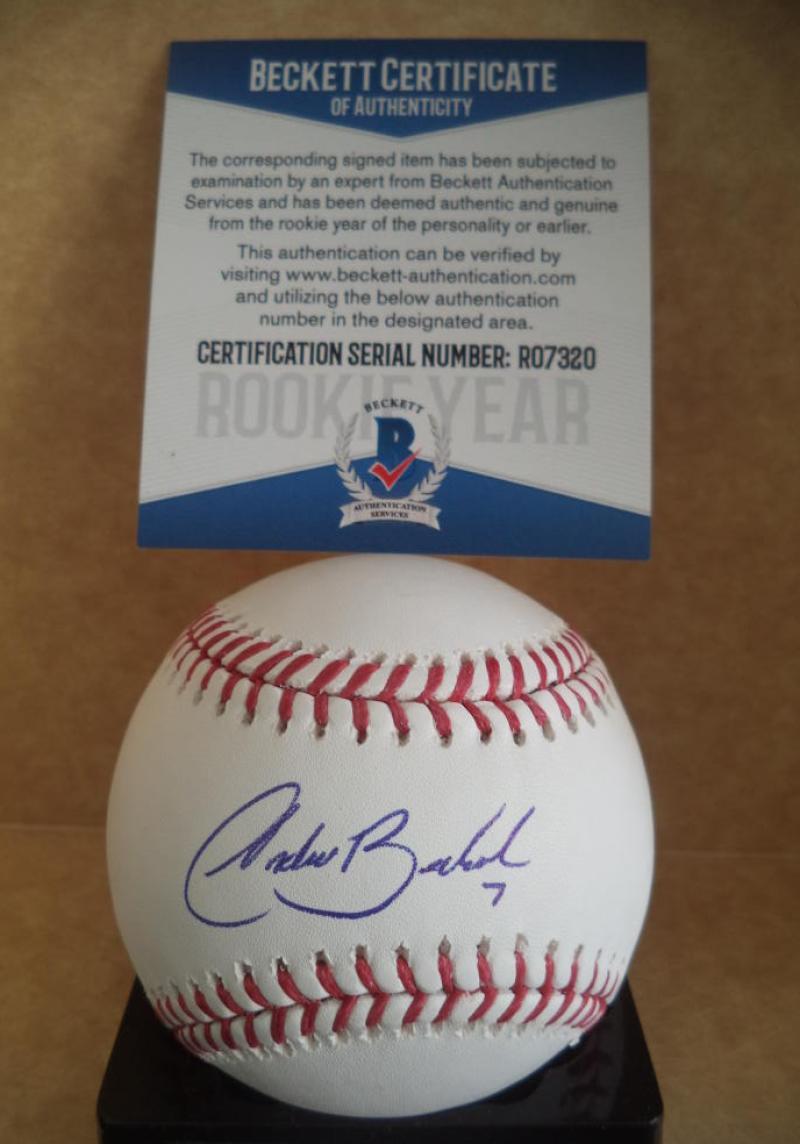 BECKETT CERTIFICATE
OF AUTHENTICITY
The corresponding signed item has been subjected to
examination by an expert from Beckett Authentication
Services and has been deemed authentic and genuine
from the rookie year of the personality or earlier.
This authentication can be verified by
visiting www.beckett-authentication.com
and utilizing the below authentication
number in the designated area.
CERTIFICATION SERIAL NUMBER: R07320
ROOKIE YEAR
BECKETT
B
AUTHENTICATION
SERVICES
Andrew
7